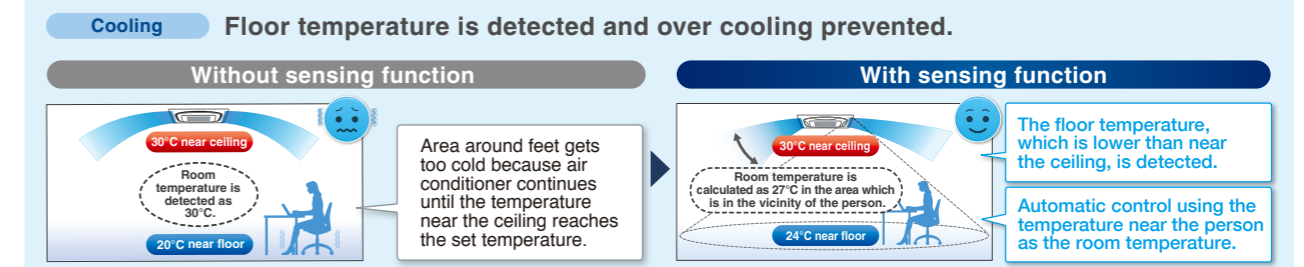 Cooling
Floor temperature is detected and over cooling prevented.
Without sensing function
30°C near ceiling
Room
temperature is
detected as
30°C.
20°C near floor
Area around feet gets
too cold because air
conditioner continues
until the temperature
near the ceiling reaches
the set temperature.
With sensing function
30°C near ceiling
Room temperature is
calculated as 27°C in the area which
is in the vicinity of the person.
24°C near floor
The floor temperature,
which is lower than near
the ceiling, is detected.
Automatic control using the
temperature near the person
as the room temperature.